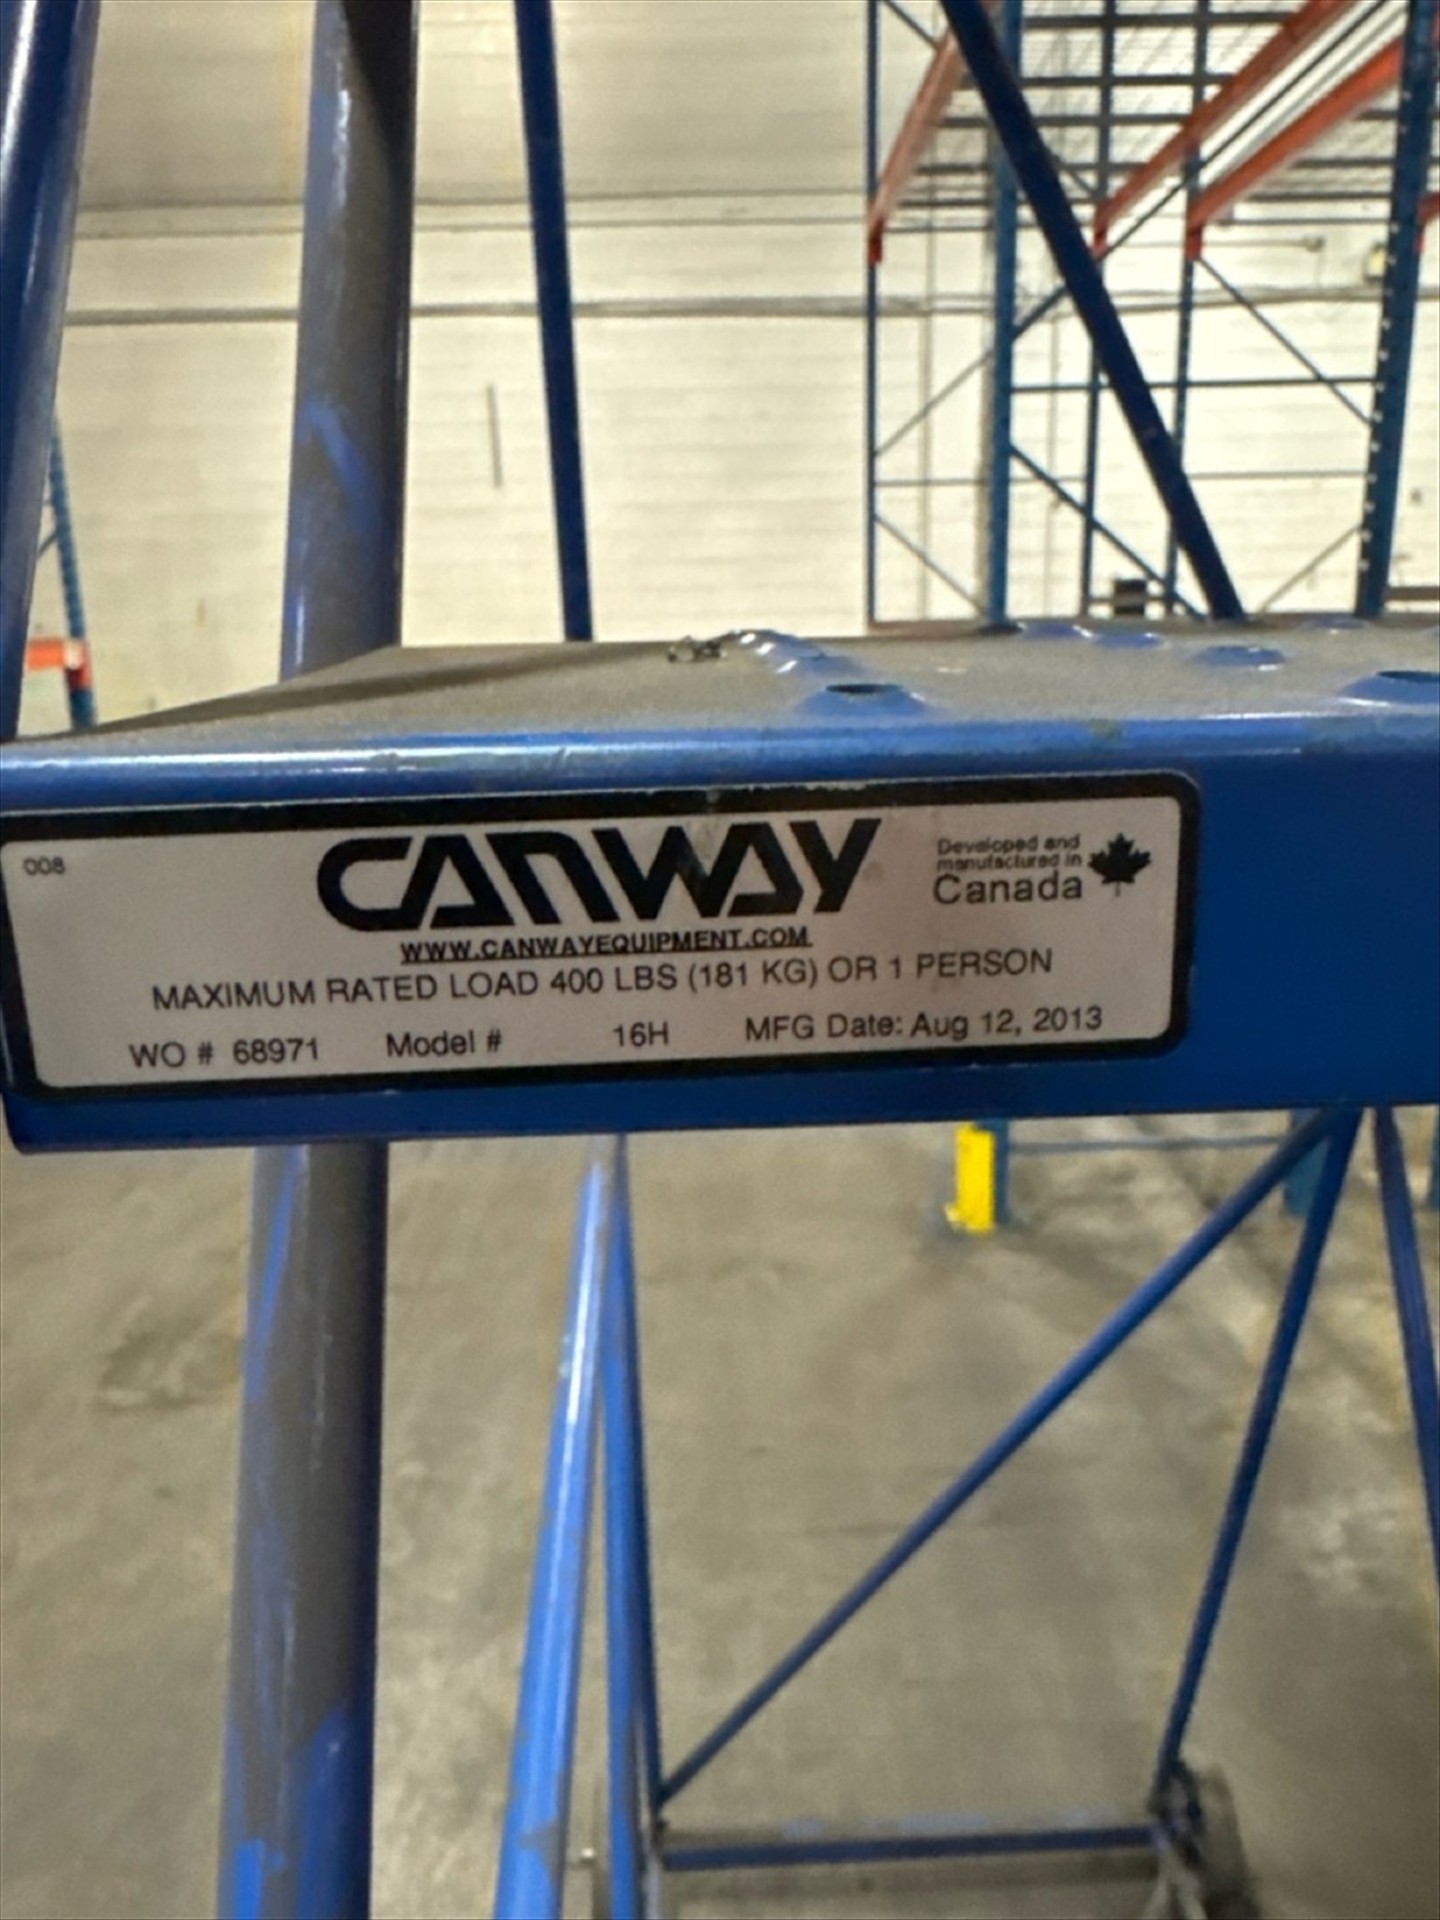 008
CANWAY
Developed and
manufactured in
Canada
WWW.CANWAYEQUIPMENT.COM
MAXIMUM RATED LOAD 400 LBS (181 KG) OR 1 PERSON
WO # 68971 Model # 16H MFG Date: Aug 12, 2013